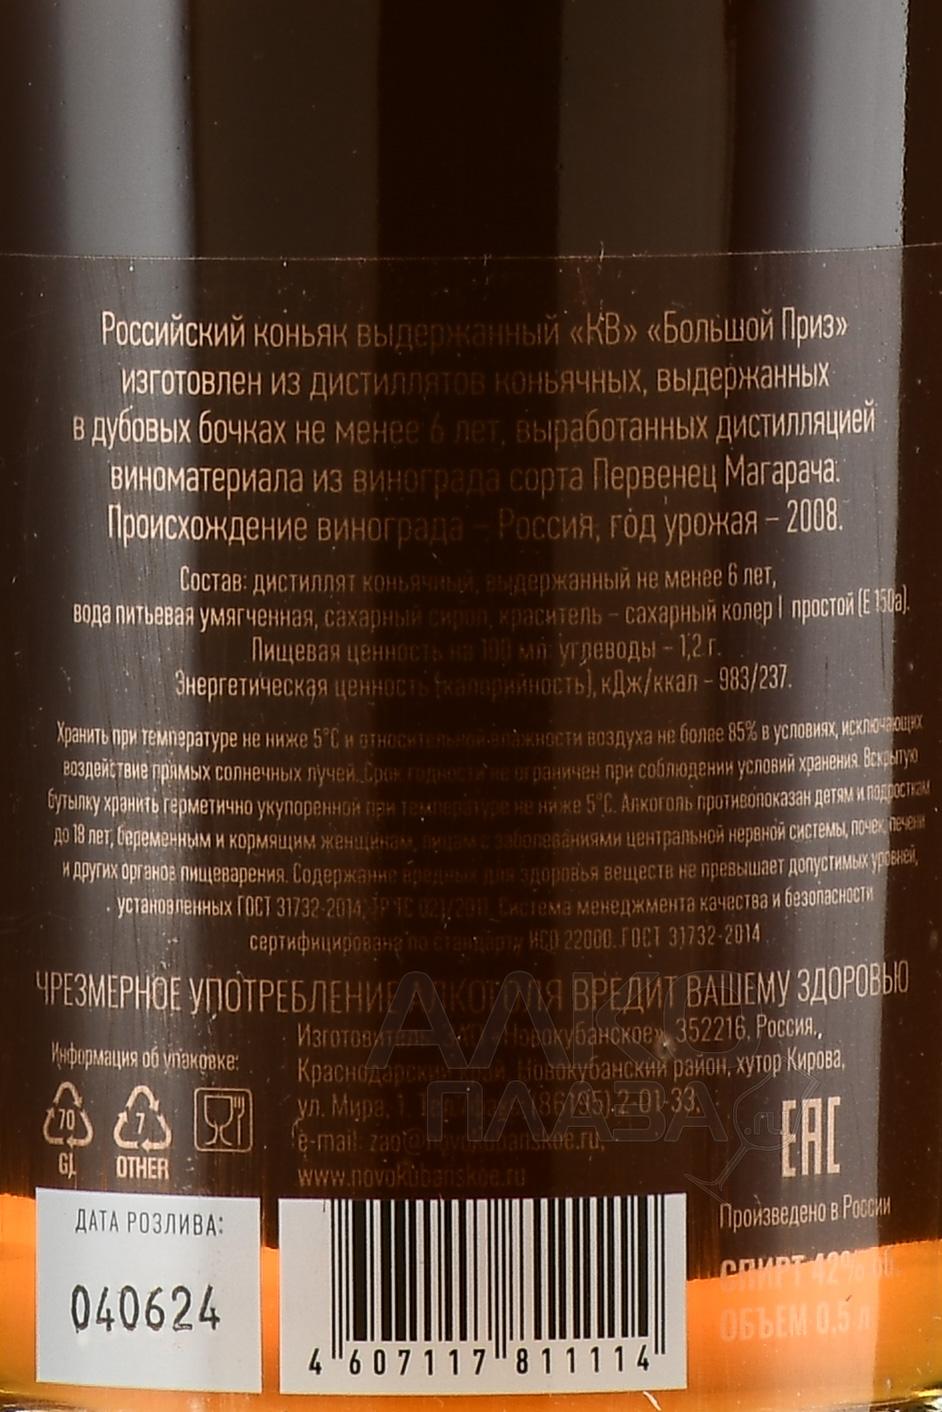 Российский коньяк выдержанный «КВ» «Большой Приз»
изготовлен из дистиллятов коньячных, выдержанных
в дубовых бочках не менее 6 лет, выработанных дистилляцией
виноматериала из винограда сорта Первенец Магарача.
Происхождение винограда – Россия, год урожая – 2008.
Состав: дистиллят коньячный, выдержанный не менее 6 лет,
вода питьевая умягченная, сахарный сироп, краситель – сахарный колер I простой (Е 150а).
Пищевая ценность на 100 мл: углеводы – 1,2 г.
Энергетическая ценность (калорийность), кДж/ккал – 983/237.
Хранить при температуре не ниже 5°С и относительной влажности воздуха не более 85% в условиях, исключающих
воздействие прямых солнечных лучей. Срок годности не ограничен при соблюдении условий хранения. Вскрытую
бутылку хранить герметично укупоренной при температуре не ниже 5°С. Алкоголь противопоказан детям и подросткам
до 18 лет, беременным и кормящим женщинам, лицам с заболеваниями центральной нервной системы, почек, печени
и других органов пищеварения. Содержание вредных для здоровья веществ не превышает допустимых уровней,
установленных ГОСТ 31732-2014, ТР ТС 021/2011. Система менеджмента качества и безопасности
сертифицирована по стандарту ИСО 22000. ГОСТ 31732-2014
ЧРЕЗМЕРНОЕ УПОТРЕБЛЕНИЕ АЛКОГОЛЯ ВРЕДИТ ВАШЕМУ ЗДОРОВЬЮ
Информация об упаковке:
70
GL
7
OTHER
Изготовитель: «Новокубанское», 352216, Россия,
Краснодарский край, Новокубанский район, хутор Кирова,
ул. Мира, 1. (86195) 2-01-33,
e-mail: zao@novokubanskoe.ru,
www.novokubanskoe.ru
EAC
Произведено в России
СПИРТ 42% об.
ОБЪЕМ 0,5 л
ДАТА РОЗЛИВА:
040624
4 607117 811114
АЛКО
ПЛАЗА.ru